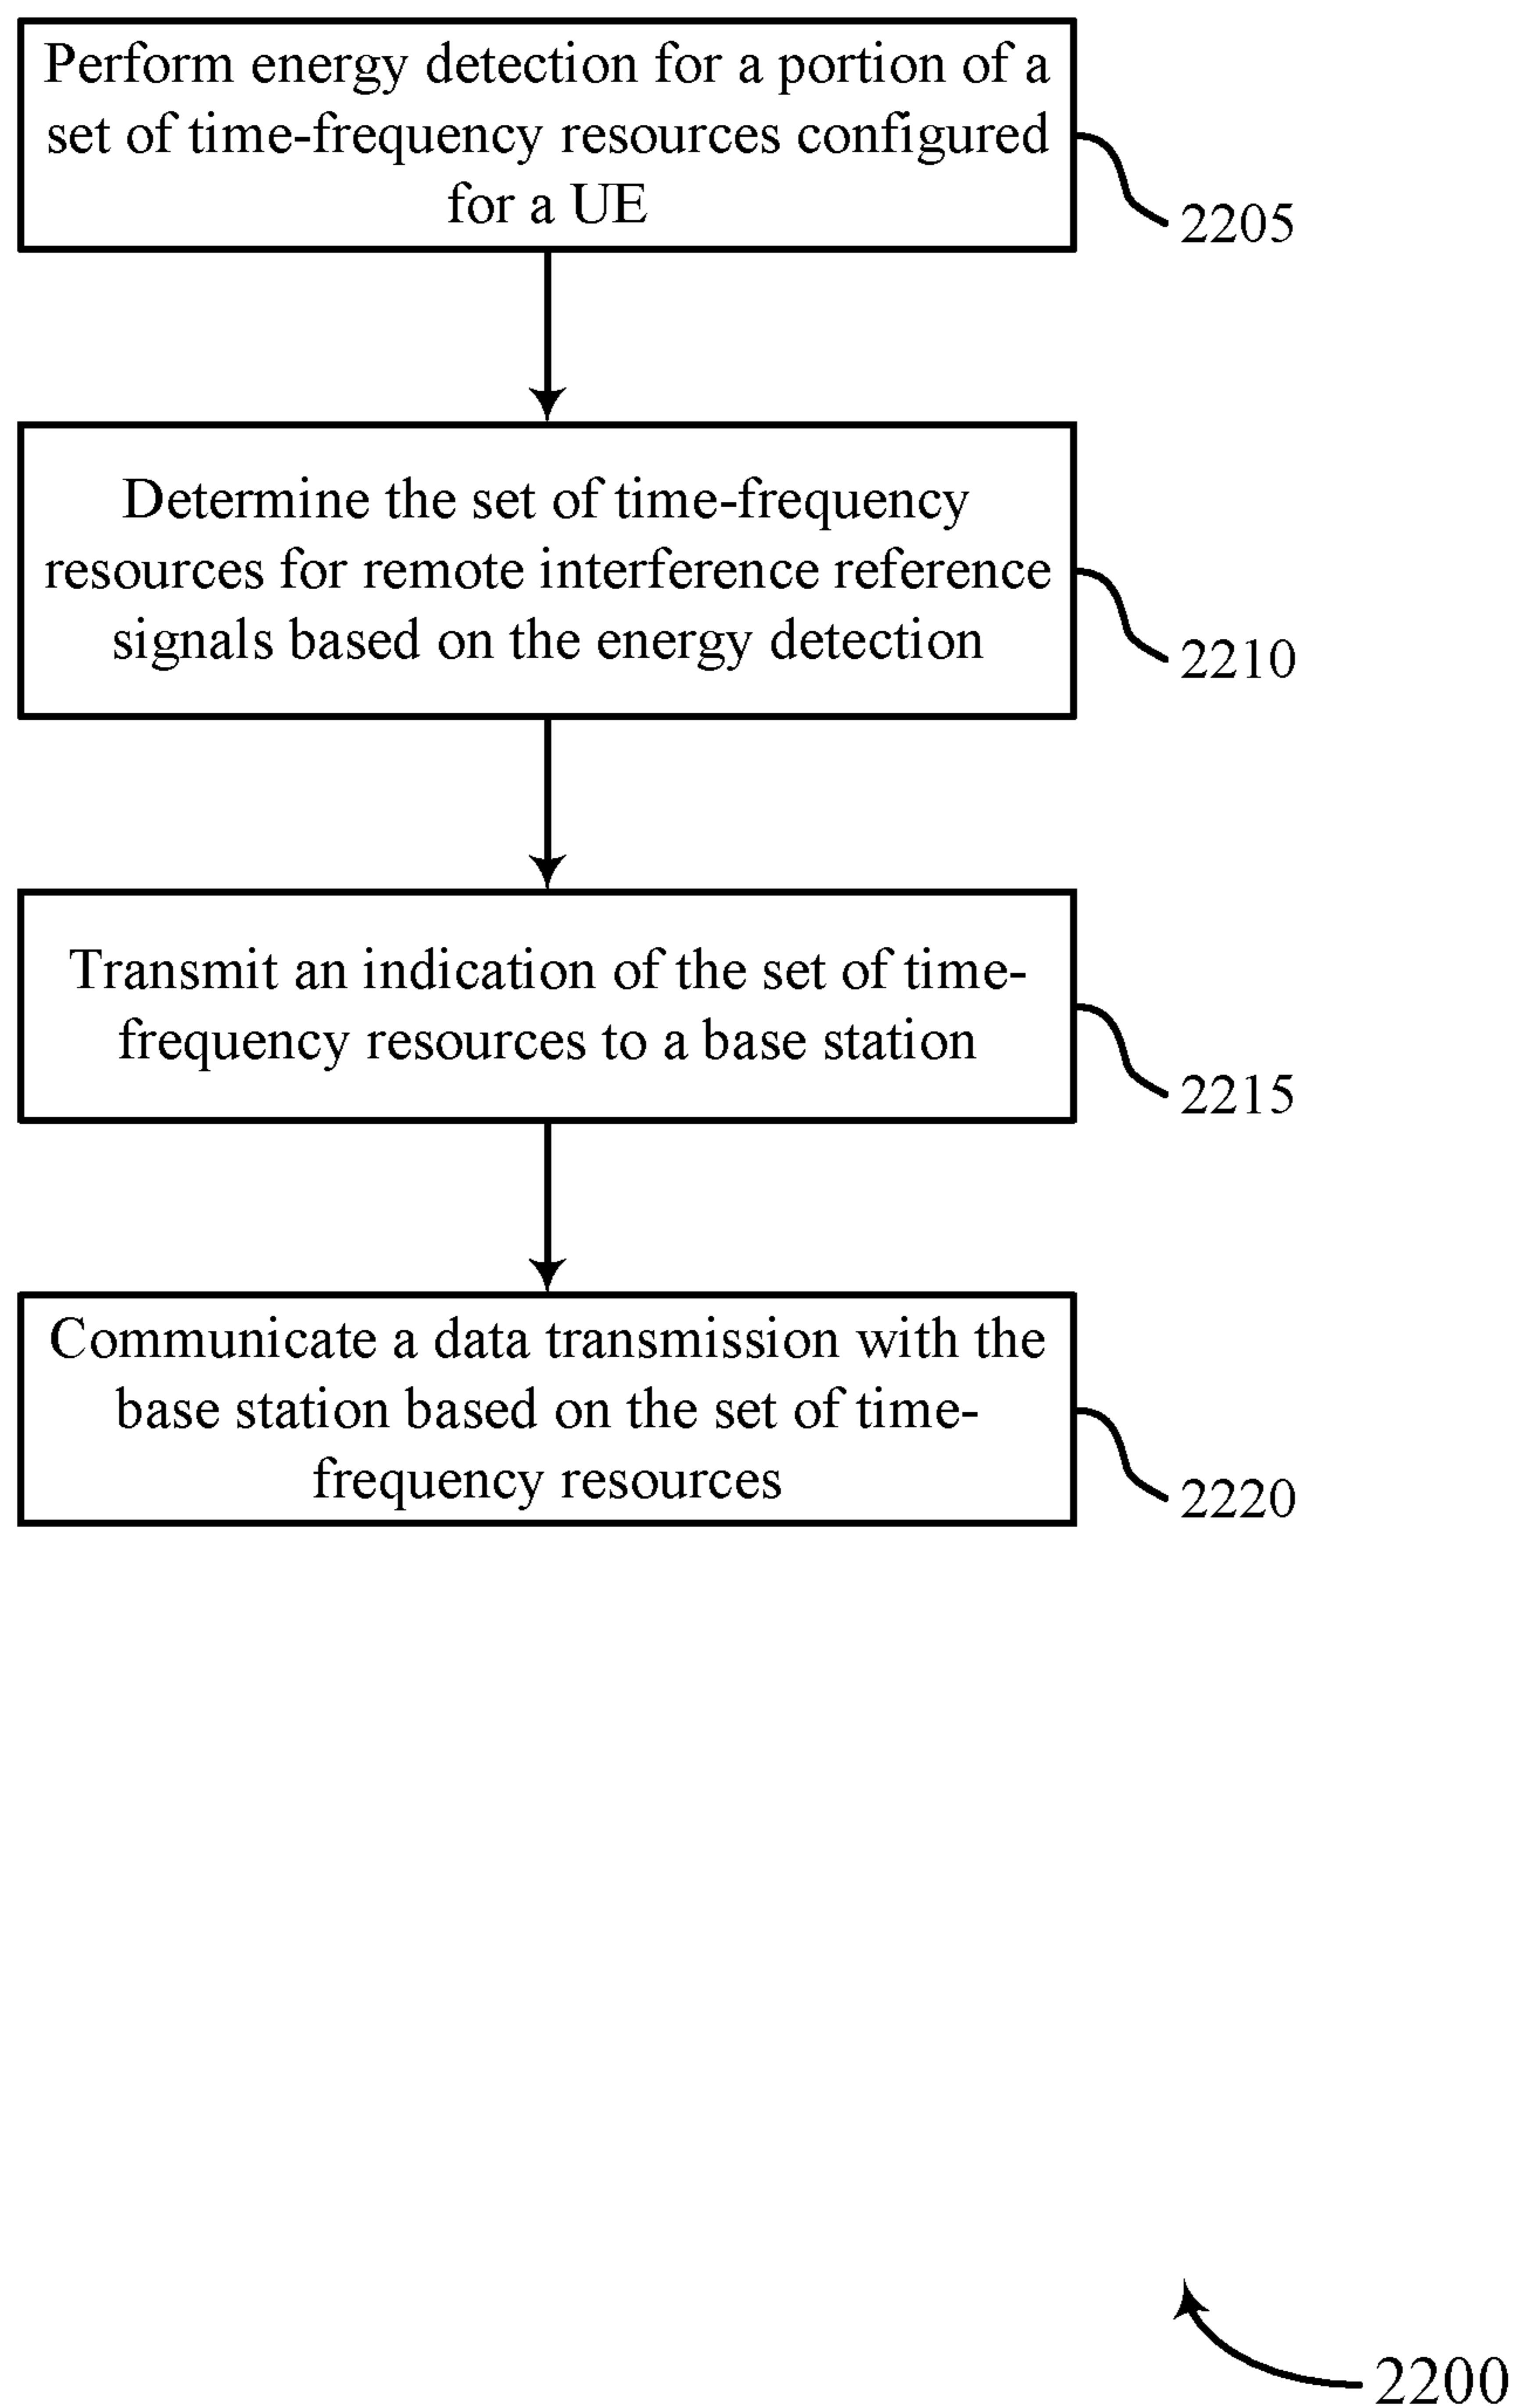 Perform energy detection for a portion of a
set of time-frequency resources configured
for a UE
2205
Determine the set of time-frequency
resources for remote interference reference
signals based on the energy detection
2210
Transmit an indication of the set of time-
frequency resources to a base station
2215
Communicate a data transmission with the
base station based on the set of time-
frequency resources
2220
2200